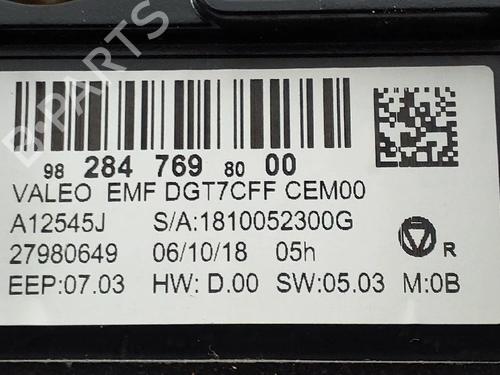 98 284 769 80 00
VALEO EMF DGT7CFF CEM00
A12545J S/A:1810052300G
27980649 06/10/18 05h
R
EEP:07.03 HW: D.00 SW:05.03 M:0B
B-PARTS